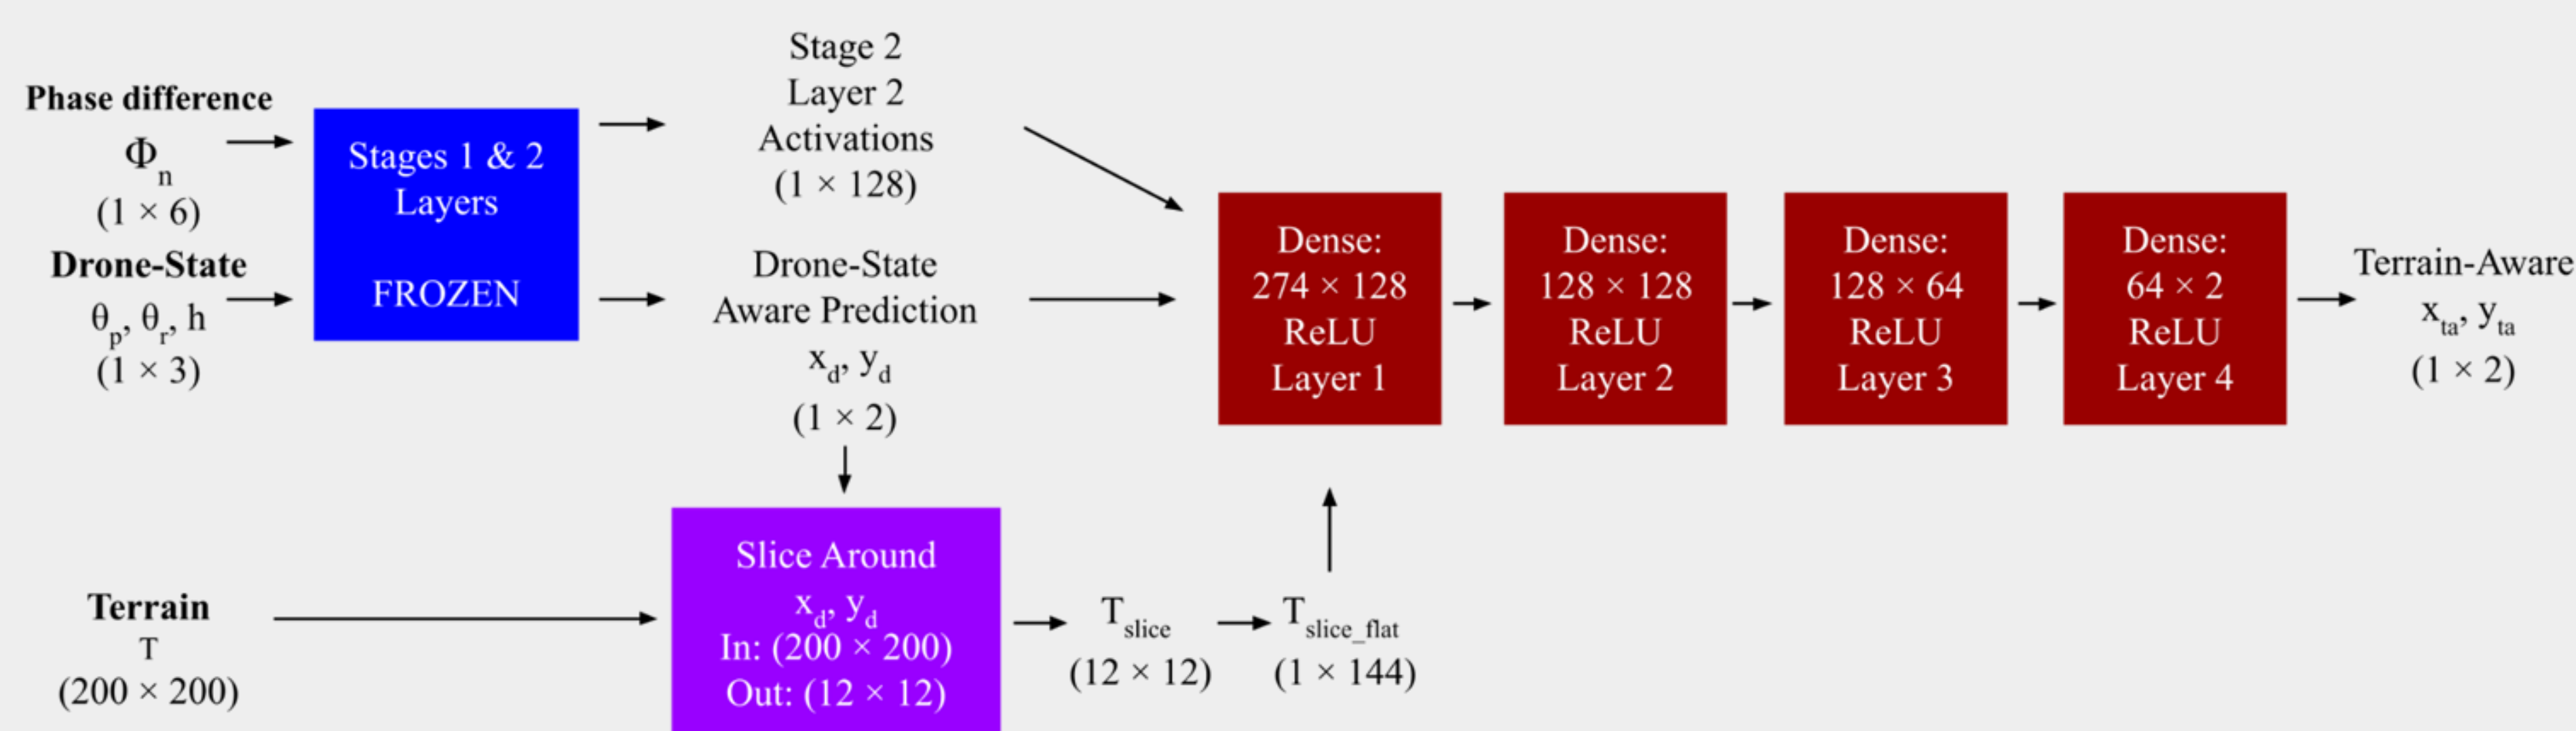 Phase difference
Φn
(1 × 6)
Drone-State
θp, θr, h
(1 × 3)
Stages 1 & 2
Layers
FROZEN
Stage 2
Layer 2
Activations
(1 × 128)
Drone-State
Aware Prediction
xd, yd
(1 × 2)
Terrain
T
(200 × 200)
Slice Around
xd, yd
In: (200 × 200)
Out: (12 × 12)
Tslice
(12 × 12)
Tslice_flat
(1 × 144)
Dense:
274 × 128
ReLU
Layer 1
Dense:
128 × 128
ReLU
Layer 2
Dense:
128 × 64
ReLU
Layer 3
Dense:
64 × 2
ReLU
Layer 4
Terrain-Aware
xta, yta
(1 × 2)